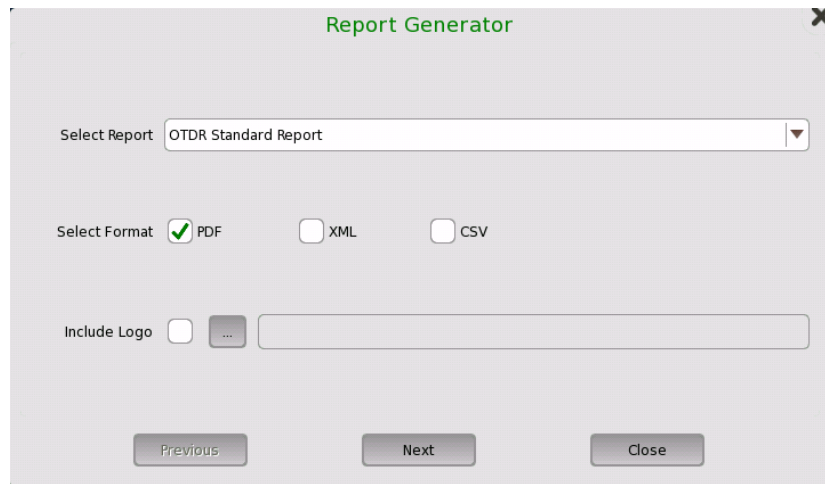 Report Generator
Select Report OTDR Standard Report
Select Format PDF XML CSV
Include Logo ...
Previous Next Close